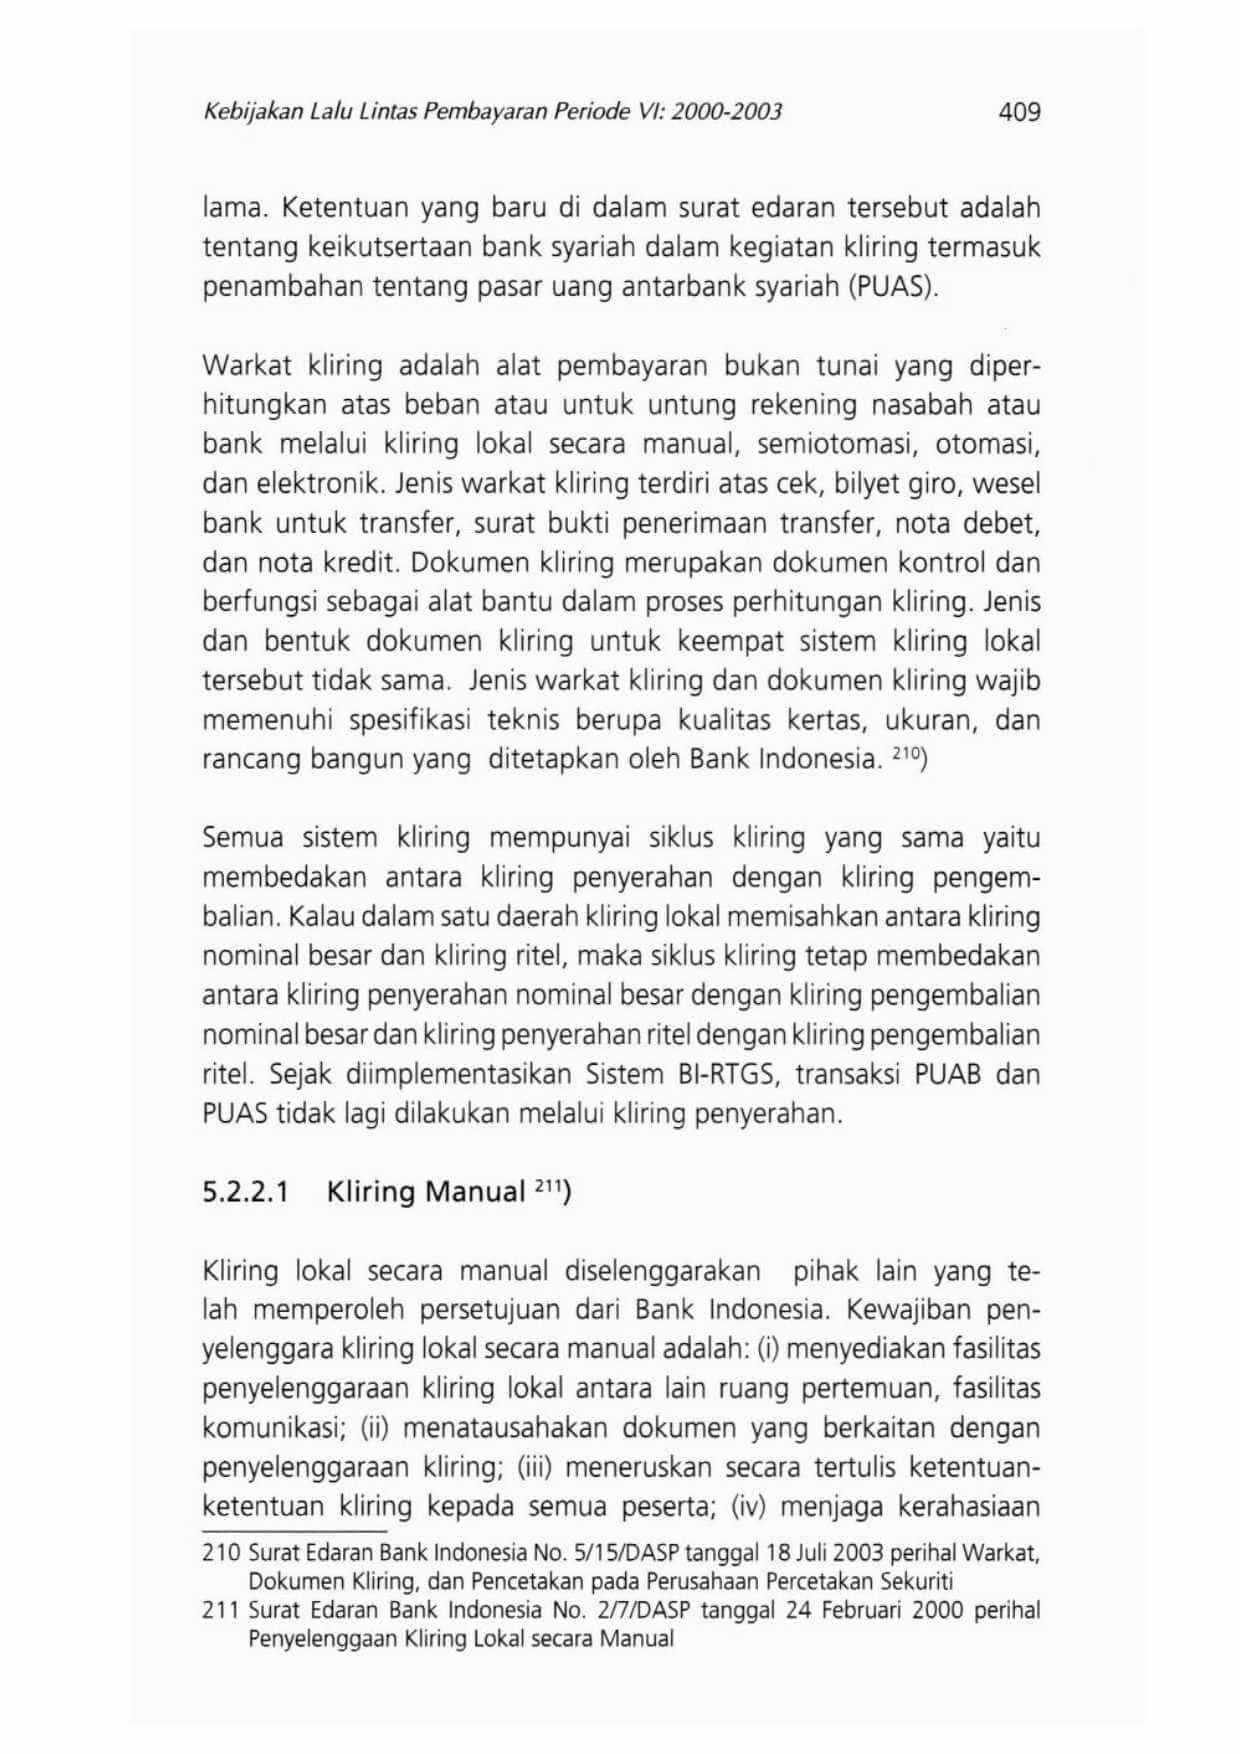 Kebijakan Lalu Lintas Pembayaran Periode VI: 2000-2003 409
lama. Ketentuan yang baru di dalam surat edaran tersebut adalah
tentang keikutsertaan bank syariah dalam kegiatan kliring termasuk
penambahan tentang pasar uang antarbank syariah (PUAS).
Warkat kliring adalah alat pembayaran bukan tunai yang diper-
hitungkan atas beban atau untuk untung rekening nasabah atau
bank melalui kliring lokal secara manual, semiotomasi, otomasi,
dan elektronik. Jenis warkat kliring terdiri atas cek, bilyet giro, wesel
bank untuk transfer, surat bukti penerimaan transfer, nota debet,
dan nota kredit. Dokumen kliring merupakan dokumen kontrol dan
berfungsi sebagai alat bantu dalam proses perhitungan kliring. Jenis
dan bentuk dokumen kliring untuk keempat sistem kliring lokal
tersebut tidak sama. Jenis warkat kliring dan dokumen kliring wajib
memenuhi spesifikasi teknis berupa kualitas kertas, ukuran, dan
rancang bangun yang ditetapkan oleh Bank Indonesia. 210)
Semua sistem kliring mempunyai siklus kliring yang sama yaitu
membedakan antara kliring penyerahan dengan kliring pengem-
balian. Kalau dalam satu daerah kliring lokal memisahkan antara kliring
nominal besar dan kliring ritel, maka siklus kliring tetap membedakan
antara kliring penyerahan nominal besar dengan kliring pengembalian
nominal besar dan kliring penyerahan ritel dengan kliring pengembalian
ritel. Sejak diimplementasikan Sistem BI-RTGS, transaksi PUAB dan
PUAS tidak lagi dilakukan melalui kliring penyerahan.
5.2.2.1 Kliring Manual 211)
Kliring lokal secara manual diselenggarakan pihak lain yang te-
lah memperoleh persetujuan dari Bank Indonesia. Kewajiban pen-
yelenggara kliring lokal secara manual adalah: (i) menyediakan fasilitas
penyelenggaraan kliring lokal antara lain ruang pertemuan, fasilitas
komunikasi; (ii) menatausahakan dokumen yang berkaitan dengan
penyelenggaraan kliring; (iii) meneruskan secara tertulis ketentuan-
ketentuan kliring kepada semua peserta; (iv) menjaga kerahasiaan
210 Surat Edaran Bank Indonesia No. 5/15/DASP tanggal 18 Juli 2003 perihal Warkat,
Dokumen Kliring, dan Pencetakan pada Perusahaan Percetakan Sekuriti
211 Surat Edaran Bank Indonesia No. 2/7/DASP tanggal 24 Februari 2000 perihal
Penyelenggaan Kliring Lokal secara Manual